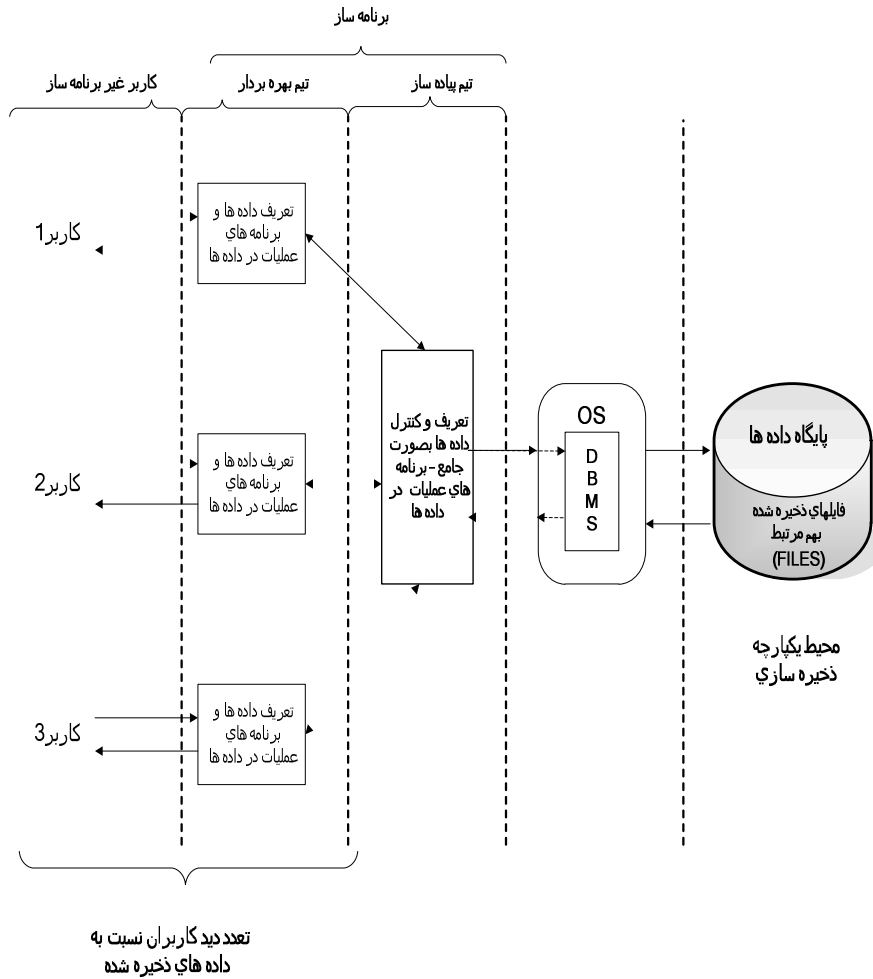 برنامه ساز
تیم پیاده ساز
تیم بهره بردار
کاربر غیر برنامه ساز
کاربر1
تعریف داده ها و
برنامه هاي
عملیات در داده ها
کاربر2
تعریف داده ها و
برنامه هاي
عملیات در داده ها
کاربر3
تعریف داده ها و
برنامه هاي
عملیات در داده ها
تعریف و کنترل
داده ها بصورت
جامع - برنامه
هاي عملیات در
داده ها
OS
D
B
M
S
پایگاه داده ها
فایلهاي ذخیره شده
بهم مرتبط
(FILES)
محیط یکپارچه
ذخیره سازي
تعدد دید کاربران نسبت به
داده هاي ذخیره شده